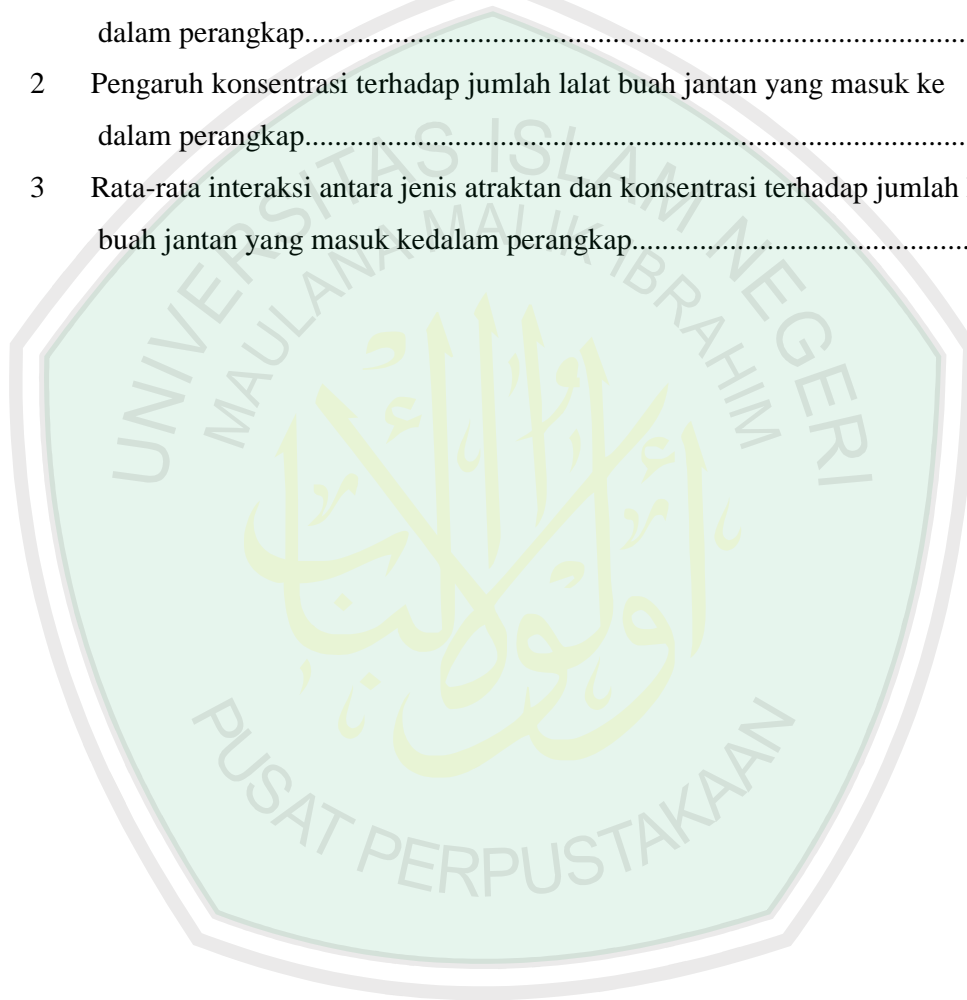 dalam perangkap..........................................................................................
2 Pengaruh konsentrasi terhadap jumlah lalat buah jantan yang masuk ke
dalam perangkap..........................................................................................
3 Rata-rata interaksi antara jenis atraktan dan konsentrasi terhadap jumlah
buah jantan yang masuk kedalam perangkap.............................................
UNIVERSITAS ISLAM NEGERI
MAULANA MALIK IBRAHIM
أولوا الألباب
PUSAT PERPUSTAKAAN